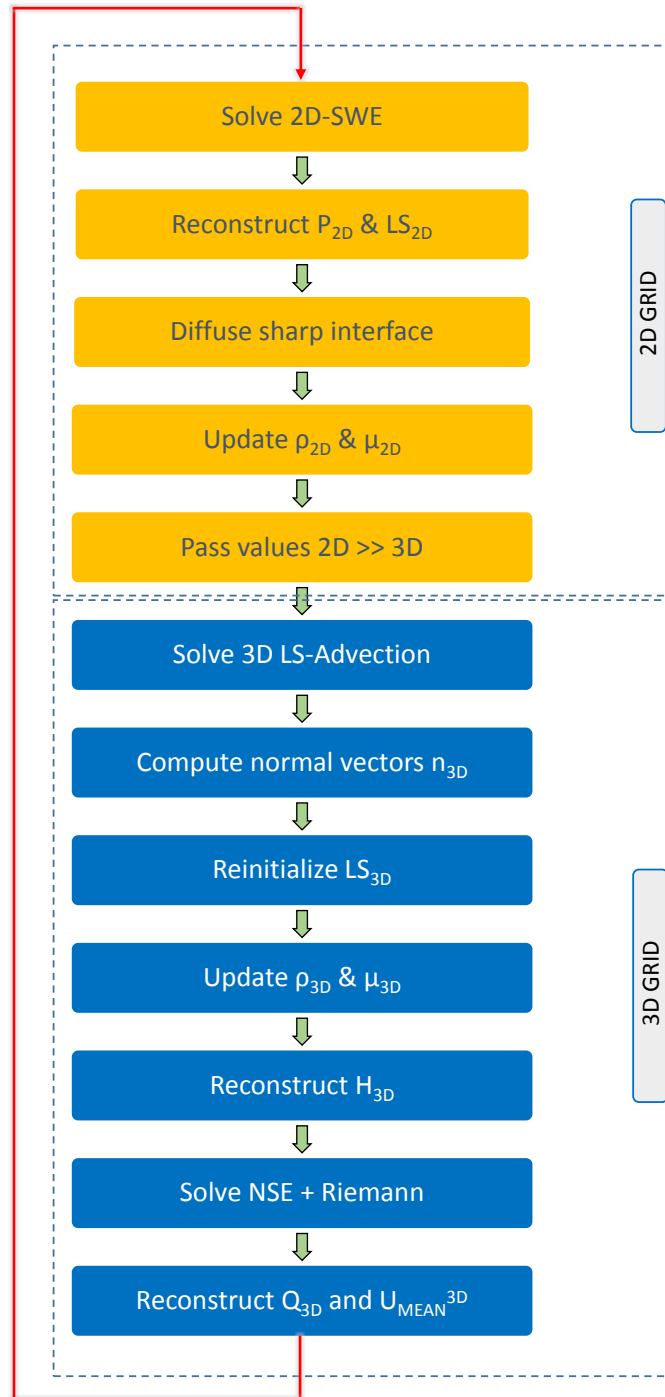 Solve 2D-SWE
Reconstruct P₂D & LS₂D
Diffuse sharp interface
Update ρ₂D & μ₂D
Pass values 2D >> 3D
2D GRID
Solve 3D LS-Advection
Compute normal vectors n₃D
Reinitialize LS₃D
Update ρ₃D & μ₃D
Reconstruct H₃D
Solve NSE + Riemann
Reconstruct Q₃D and U_MEAN³ᴰ
3D GRID